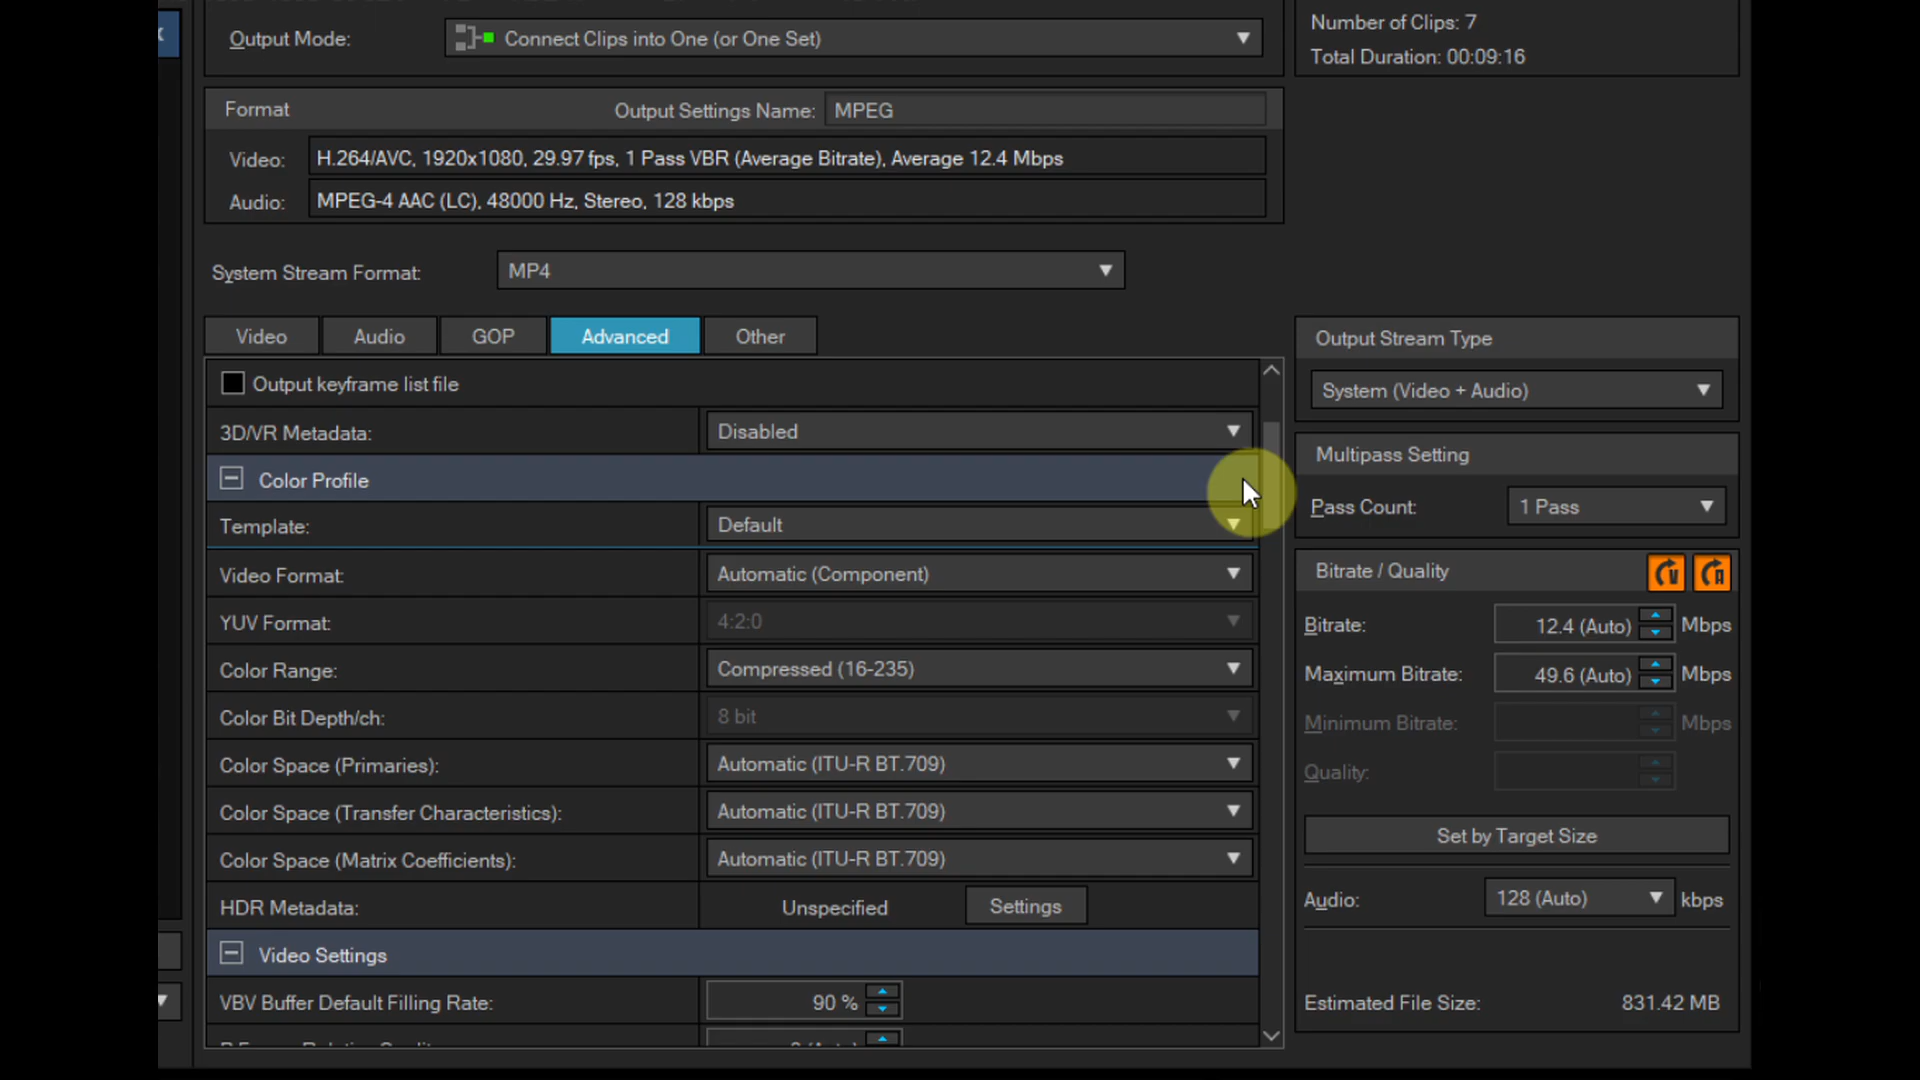 Output Mode:
Connect Clips into One (or One Set)
Number of Clips: 7
Total Duration: 00:09:16
Format
Output Settings Name: MPEG
Video: H.264/AVC, 1920x1080, 29.97 fps, 1 Pass VBR (Average Bitrate), Average 12.4 Mbps
Audio: MPEG-4 AAC (LC), 48000 Hz, Stereo, 128 kbps
System Stream Format: MP4
Video Audio GOP Advanced Other
Output keyframe list file
3D/VR Metadata: Disabled
Color Profile
Template: Default
Video Format: Automatic (Component)
YUV Format: 4:2:0
Color Range: Compressed (16-235)
Color Bit Depth/ch: 8 bit
Color Space (Primaries): Automatic (ITU-R BT.709)
Color Space (Transfer Characteristics): Automatic (ITU-R BT.709)
Color Space (Matrix Coefficients): Automatic (ITU-R BT.709)
HDR Metadata: Unspecified Settings
Video Settings
VBV Buffer Default Filling Rate: 90 %
Output Stream Type
System (Video + Audio)
Multipass Setting
Pass Count: 1 Pass
Bitrate / Quality
Bitrate: 12.4 (Auto) Mbps
Maximum Bitrate: 49.6 (Auto) Mbps
Minimum Bitrate: Mbps
Quality:
Set by Target Size
Audio: 128 (Auto) kbps
Estimated File Size: 831.42 MB